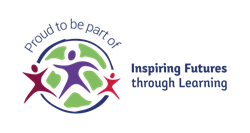 Proud to be part of
Inspiring Futures
through Learning